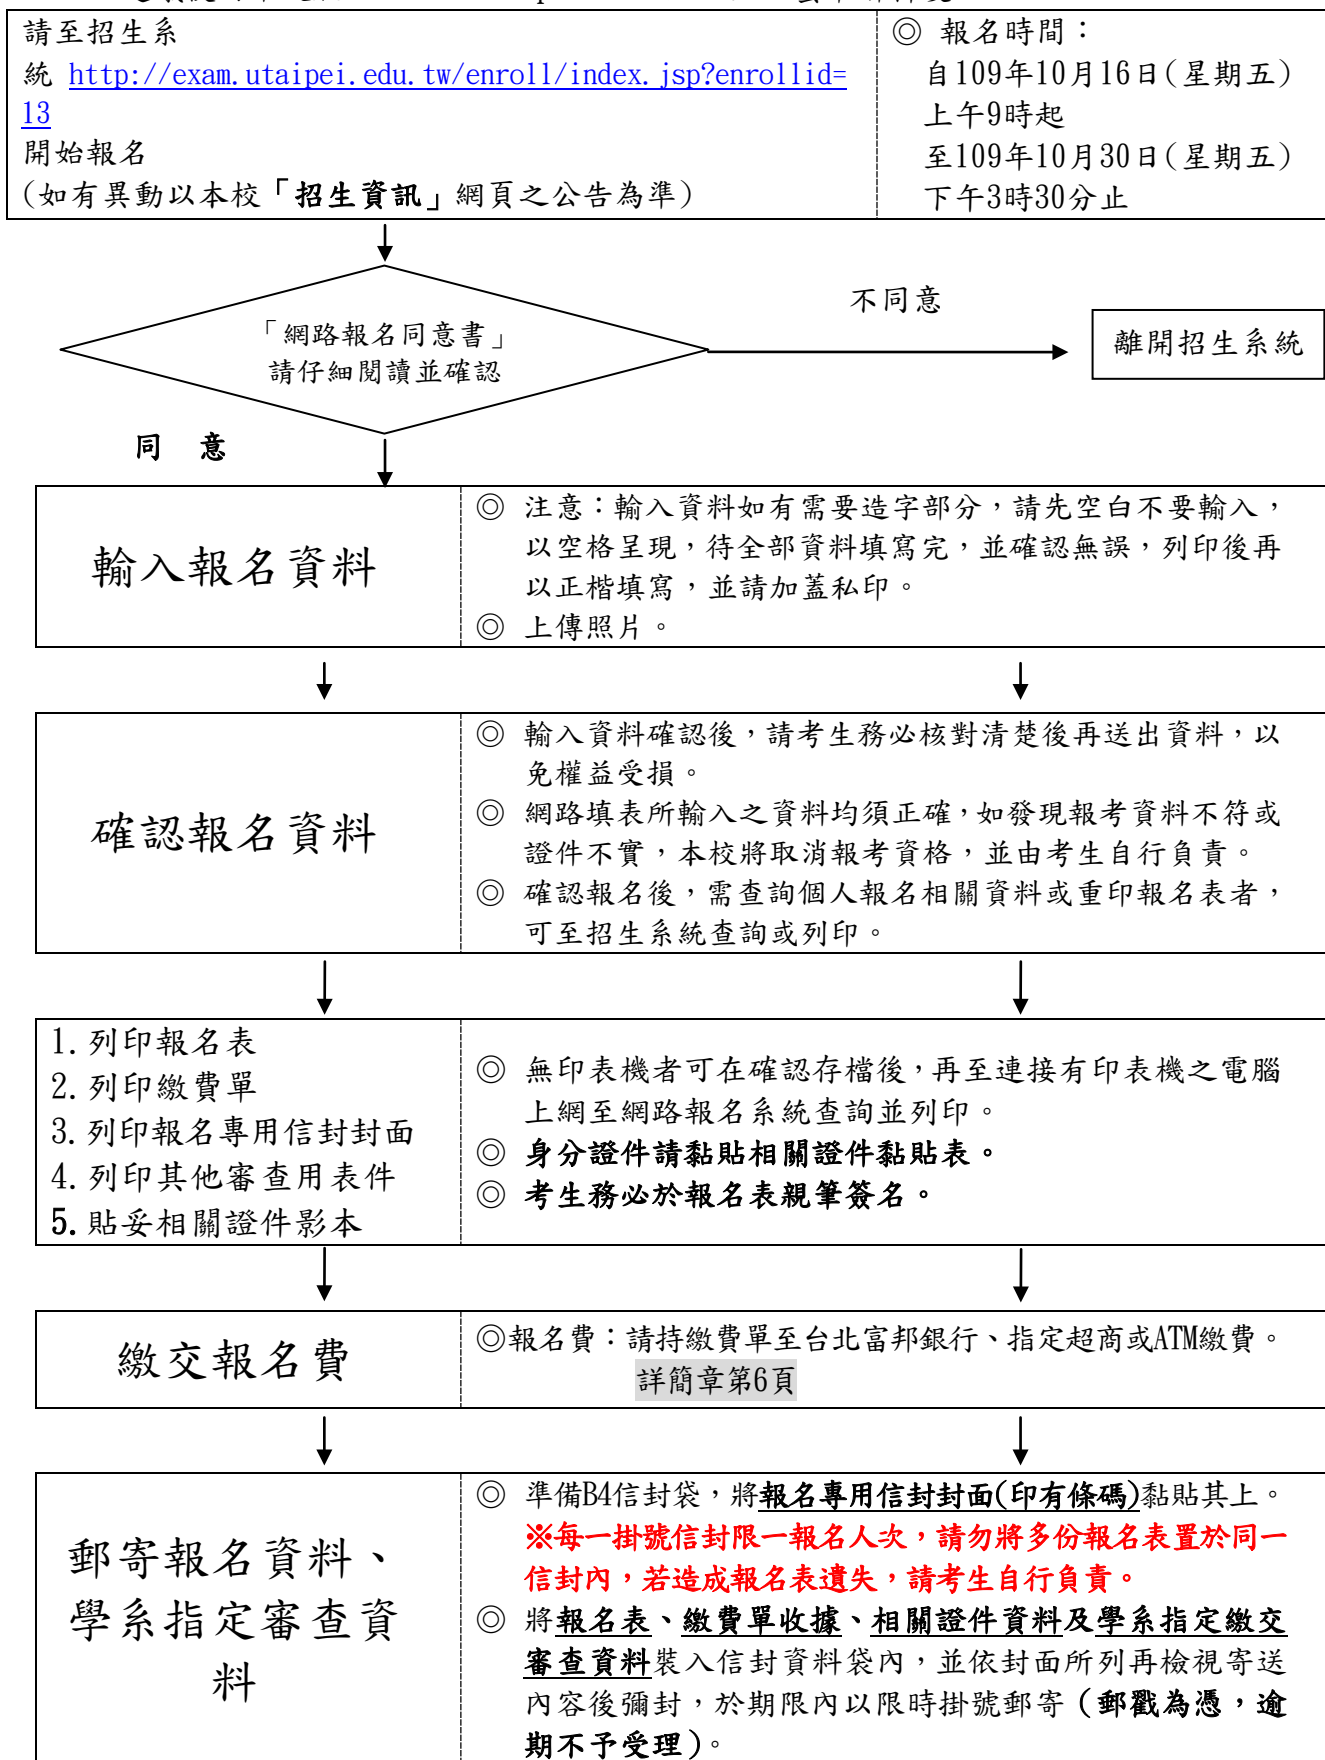 請至招生系
統 http://exam.utaipei.edu.tw/enroll/index.jsp?enrollid=
13
開始報名
(如有異動以本校「招生資訊」網頁之公告為準)
◎ 報名時間：
自109年10月16日(星期五)
上午9時起
至109年10月30日(星期五)
下午3時30分止
「網路報名同意書」
請仔細閱讀並確認
不同意
離開招生系統
同 意
輸入報名資料
◎ 注意：輸入資料如有需要造字部分，請先空白不要輸入，
以空格呈現，待全部資料填寫完，並確認無誤，列印後再
以正楷填寫，並請加蓋私印。
◎ 上傳照片。
確認報名資料
◎ 輸入資料確認後，請考生務必核對清楚後再送出資料，以
免權益受損。
◎ 網路填表所輸入之資料均須正確，如發現報考資料不符或
證件不實，本校將取消報考資格，並由考生自行負責。
◎ 確認報名後，需查詢個人報名相關資料或重印報名表者，
可至招生系統查詢或列印。
1.列印報名表
2.列印繳費單
3.列印報名專用信封封面
4.列印其他審查用表件
5.貼妥相關證件影本
◎ 無印表機者可在確認存檔後，再至連接有印表機之電腦
上網至網路報名系統查詢並列印。
◎ 身分證件請黏貼相關證件黏貼表。
◎ 考生務必於報名表親筆簽名。
繳交報名費
◎報名費：請持繳費單至台北富邦銀行、指定超商或ATM繳費。
詳簡章第6頁
郵寄報名資料、
學系指定審查資
料
◎ 準備B4信封袋，將報名專用信封封面(印有條碼)黏貼其上。
※每一掛號信封限一報名人次，請勿將多份報名表置於同一
信封內，若造成報名表遺失，請考生自行負責。
◎ 將報名表、繳費單收據、相關證件資料及學系指定繳交
審查資料裝入信封資料袋內，並依封面所列再檢視寄送
內容後彌封，於期限內以限時掛號郵寄（郵戳為憑，逾
期不予受理）。